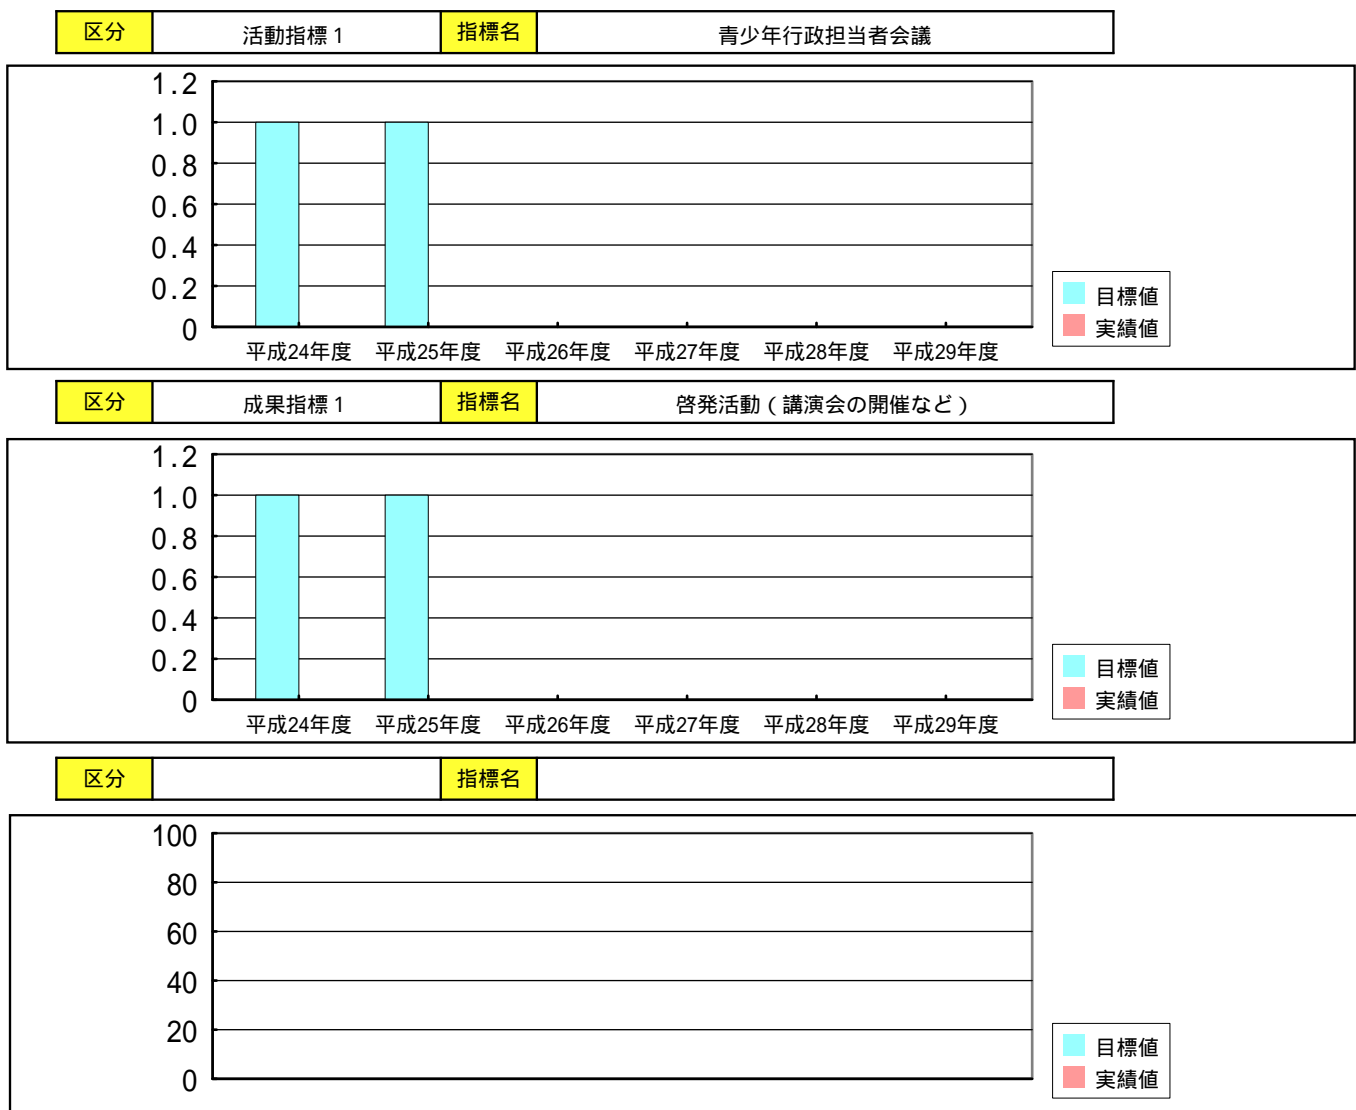 区分 活動指標1 指標名 青少年行政担当者会議
1.2
1.0
0.8
0.6
0.4
0.2
0
平成24年度 平成25年度 平成26年度 平成27年度 平成28年度 平成29年度
目標値
実績値
区分 成果指標1 指標名 啓発活動(講演会の開催など)
1.2
1.0
0.8
0.6
0.4
0.2
0
平成24年度 平成25年度 平成26年度 平成27年度 平成28年度 平成29年度
目標値
実績値
区分 指標名
100
80
60
40
20
0
目標値
実績値